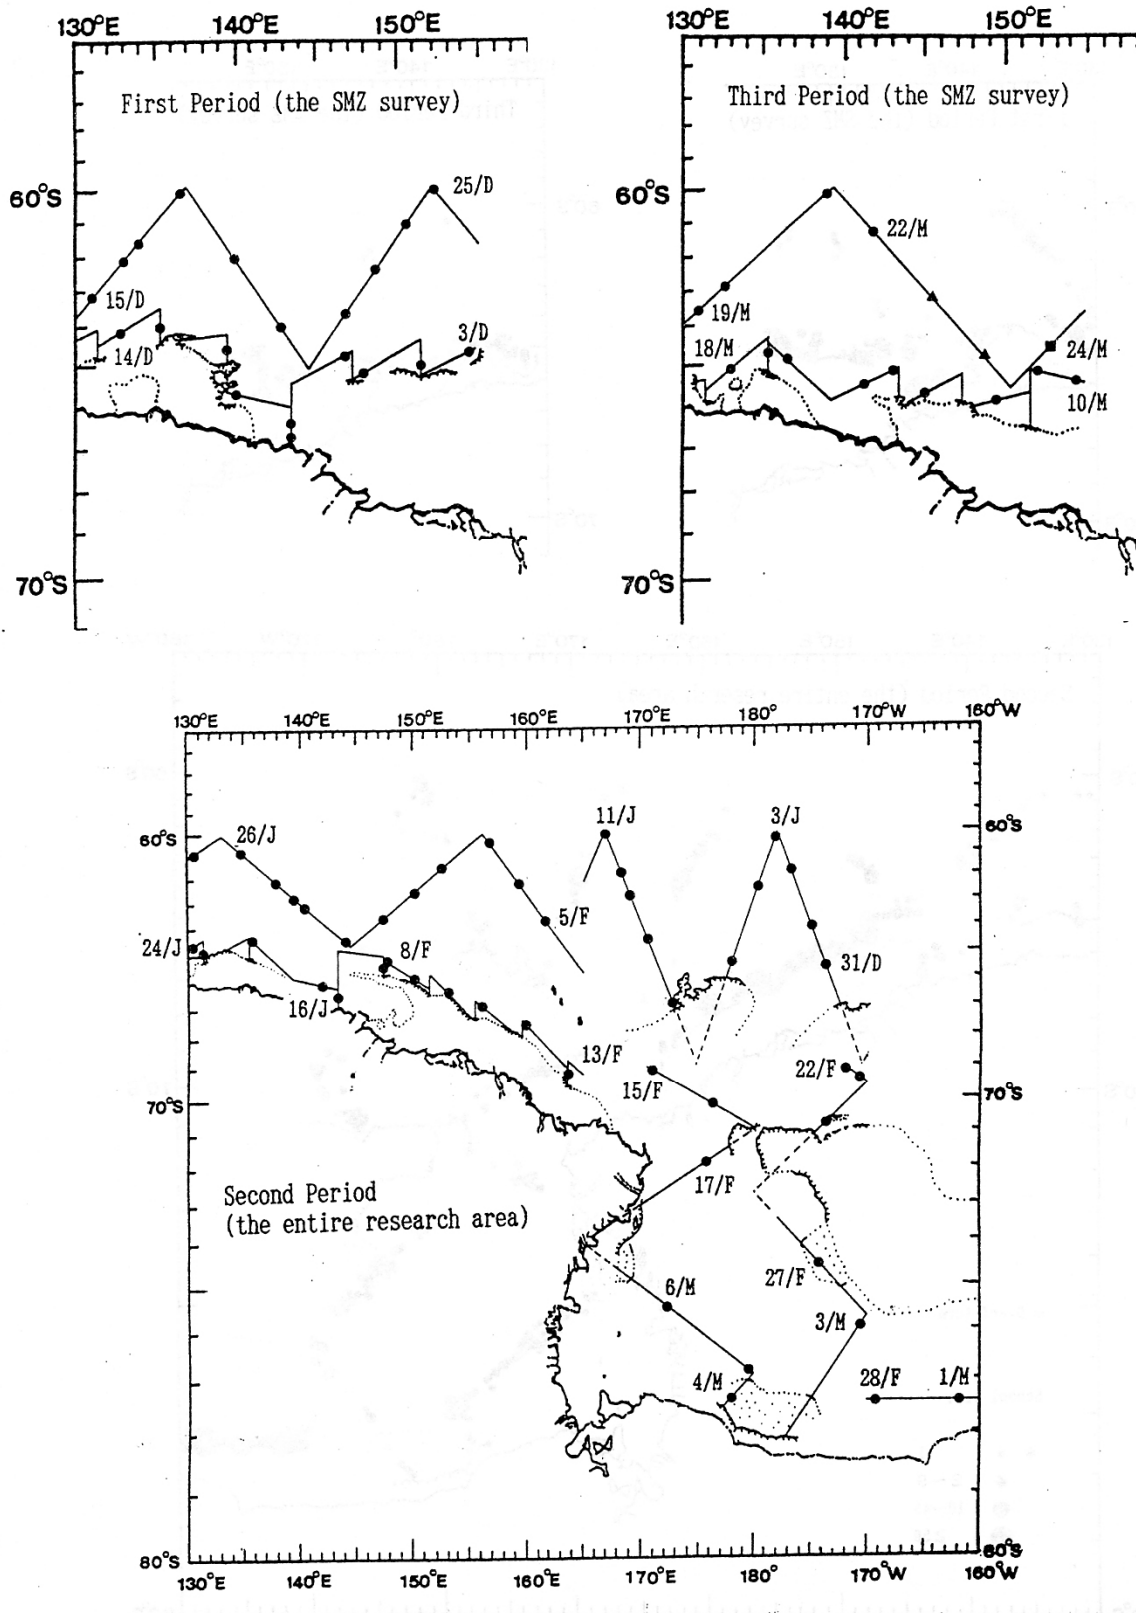 130°E 140°E 150°E
First Period (the SMZ survey)
60°S
25/D
15/D
3/D
14/D
70°S
130°E 140°E 150°E
Third Period (the SMZ survey)
60°S
22/M
19/M
18/M
24/M
10/M
70°S
130°E 140°E 150°E 160°E 170°E 180° 170°W 160°W
60°S
26/J
11/J
3/J
60°S
5/F
24/J
8/F
31/D
16/J
13/F
22/F
15/F
70°S
70°S
17/F
Second Period
(the entire research area)
27/F
6/M
3/M
4/M
28/F
1/M
80°S
80°S
130°E 140°E 150°E 160°E 170°E 180° 170°W 160°W